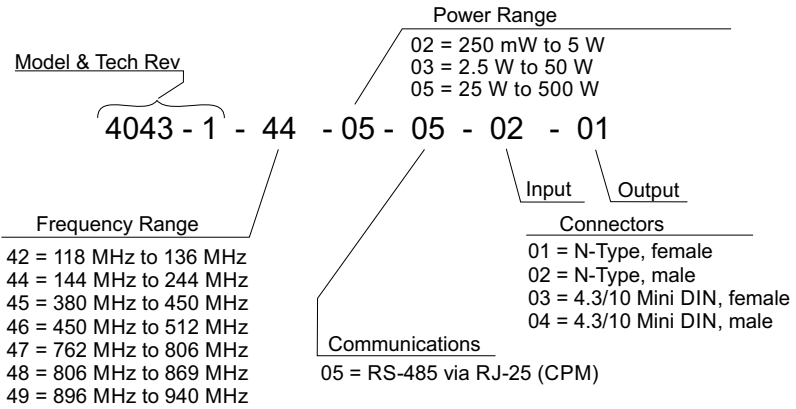 Power Range
02 = 250 mW to 5 W
03 = 2.5 W to 50 W
05 = 25 W to 500 W
Model & Tech Rev
4043 - 1 - 44 - 05 - 05 - 02 - 01
Input
Output
Frequency Range
42 = 118 MHz to 136 MHz
44 = 144 MHz to 244 MHz
45 = 380 MHz to 450 MHz
46 = 450 MHz to 512 MHz
47 = 762 MHz to 806 MHz
48 = 806 MHz to 869 MHz
49 = 896 MHz to 940 MHz
Connectors
01 = N-Type, female
02 = N-Type, male
03 = 4.3/10 Mini DIN, female
04 = 4.3/10 Mini DIN, male
Communications
05 = RS-485 via RJ-25 (CPM)